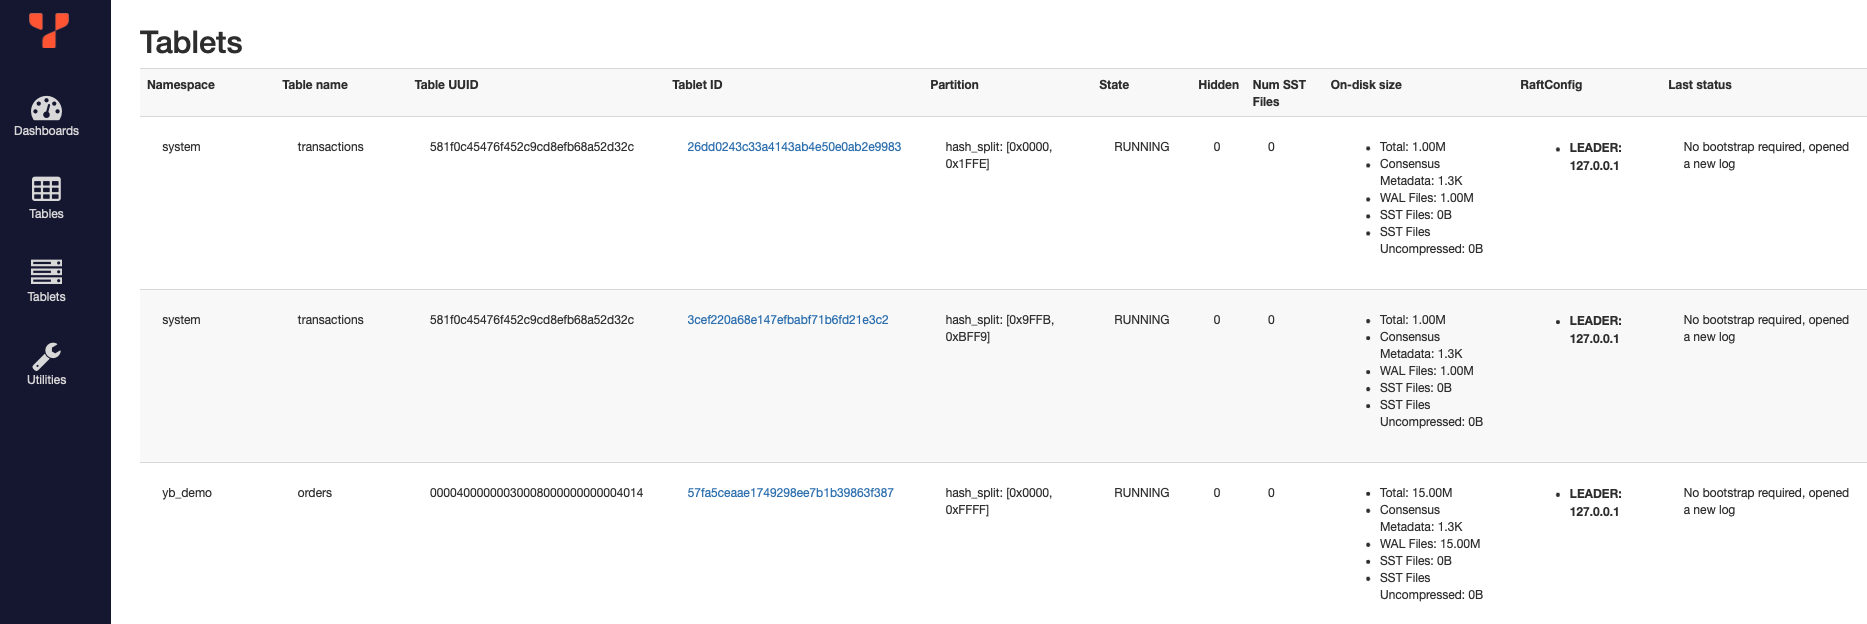 Tablets
Namespace Table name Table UUID Tablet ID Partition State Hidden Num SST Files On-disk size RaftConfig Last status
system transactions 581f0c45476f452c9cd8efb68a52d32c 26dd0243c33a4143ab4e50e0ab2e9983 hash_split: [0x0000, 0x1FFE] RUNNING 0 0
Total: 1.00M
Consensus
Metadata: 1.3K
WAL Files: 1.00M
SST Files: 0B
SST Files
Uncompressed: 0B
LEADER:
127.0.0.1
No bootstrap required, opened
a new log
system transactions 581f0c45476f452c9cd8efb68a52d32c 3cef220a68e147efbabf71b6fd21e3c2 hash_split: [0x9FFB, 0xBFF9] RUNNING 0 0
Total: 1.00M
Consensus
Metadata: 1.3K
WAL Files: 1.00M
SST Files: 0B
SST Files
Uncompressed: 0B
LEADER:
127.0.0.1
No bootstrap required, opened
a new log
yb_demo orders 00004000000030008000000000004014 57fa5ceaae1749298ee7b1b39863f387 hash_split: [0x0000, 0xFFFF] RUNNING 0 0
Total: 15.00M
Consensus
Metadata: 1.3K
WAL Files: 15.00M
SST Files: 0B
SST Files
Uncompressed: 0B
LEADER:
127.0.0.1
No bootstrap required, opened
a new log
Dashboards
Tables
Tablets
Utilities